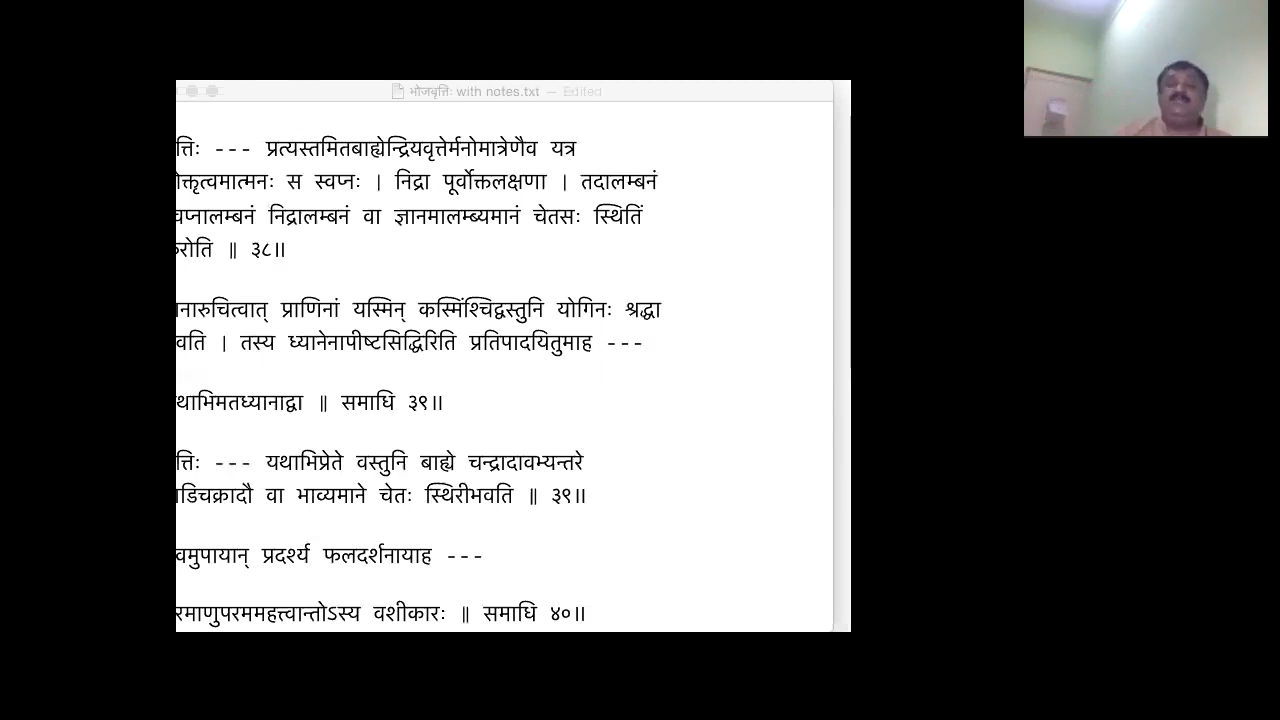 भोजवृत्तिः with notes.txt — Edited
त्तिः --- प्रत्यस्तमितबाह्येन्द्रियवृत्तेर्मनोमात्रेणैव यत्र
ोक्तृत्वमात्मनः स स्वप्नः । निद्रा पूर्वोक्तलक्षणा । तदालम्बनं
वप्नालम्बनं निद्रालम्बनं वा ज्ञानमालम्ब्यमानं चेतसः स्थितिं
करोति ॥ ३८॥
नानारुचित्वात् प्राणिनां यस्मिन् कस्मिंश्चिद्वस्तुनि योगिनः श्रद्धा
वति । तस्य ध्यानेनापीष्टसिद्धिरिति प्रतिपादयितुमाह ---
थाभिमतध्यानाद्वा ॥ समाधि ३९॥
त्तिः --- यथाभिप्रेते वस्तुनि बाह्ये चन्द्रादावभ्यन्तरे
ाडिचक्रादौ वा भाव्यमाने चेतः स्थिरीभवति ॥ ३९॥
वमुपायान् प्रदर्श्य फलदर्शनायाह ---
रमाणुपरममहत्त्वान्तोऽस्य वशीकारः ॥ समाधि ४०॥